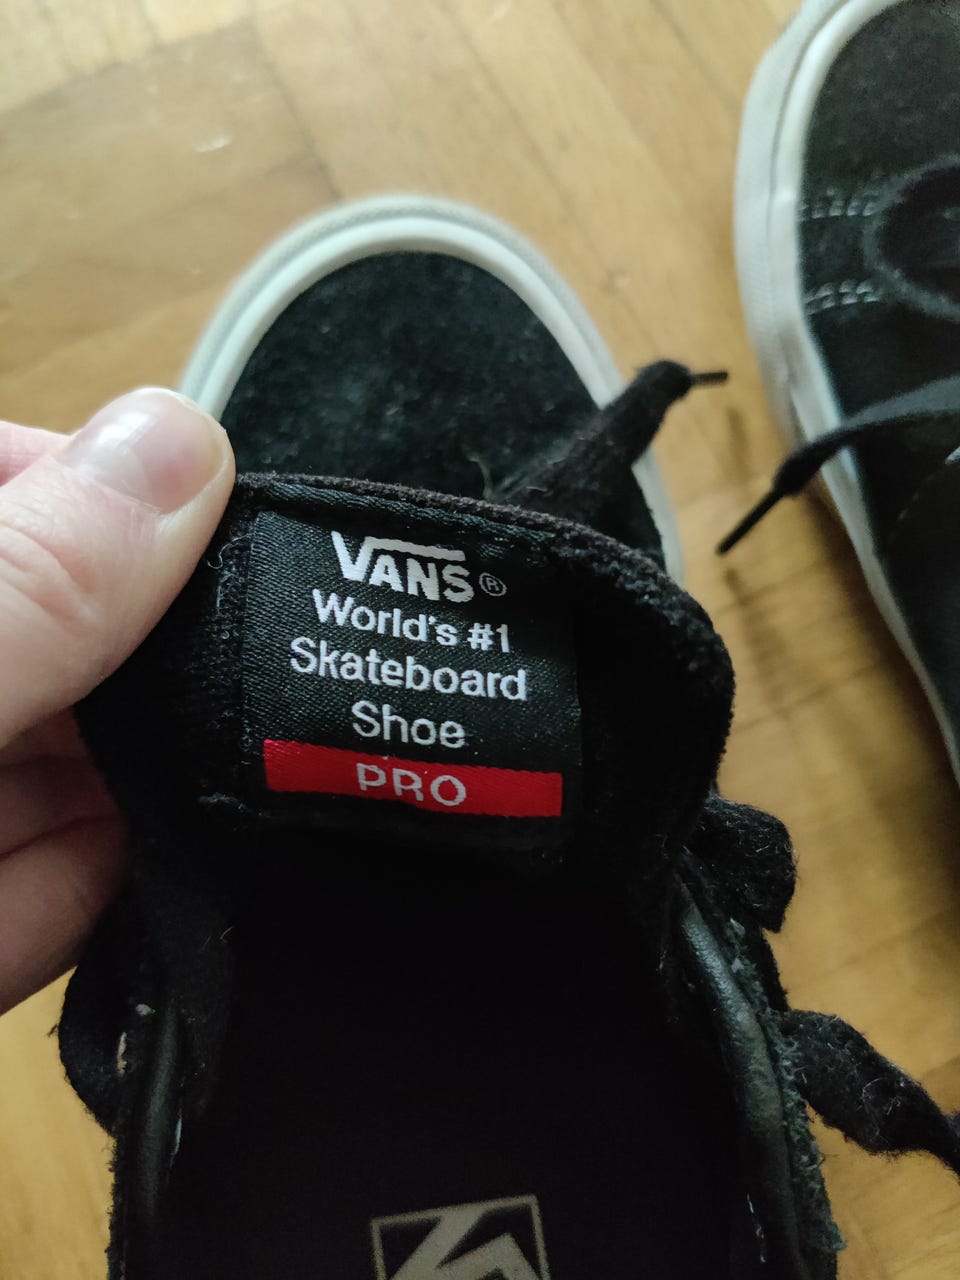 VANS®
World's #1
Skateboard
Shoe
PRO